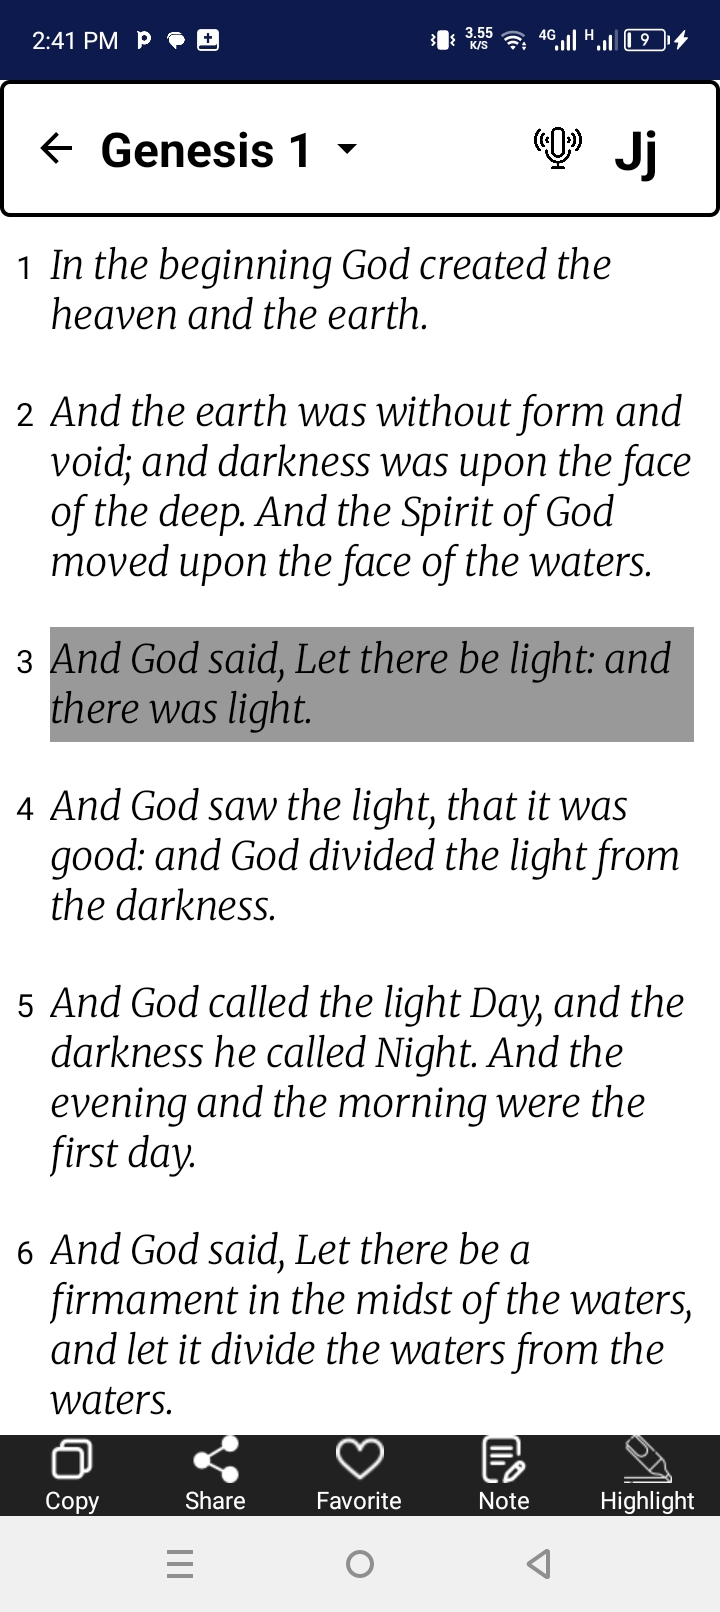 2:41 PM
3.55
K/S
4G
H
9
Genesis 1
Jj
1 In the beginning God created the
heaven and the earth.
2 And the earth was without form and
void; and darkness was upon the face
of the deep. And the Spirit of God
moved upon the face of the waters.
3 And God said, Let there be light: and
there was light.
4 And God saw the light, that it was
good: and God divided the light from
the darkness.
5 And God called the light Day, and the
darkness he called Night. And the
evening and the morning were the
first day.
6 And God said, Let there be a
firmament in the midst of the waters,
and let it divide the waters from the
waters.
Copy Share Favorite Note Highlight